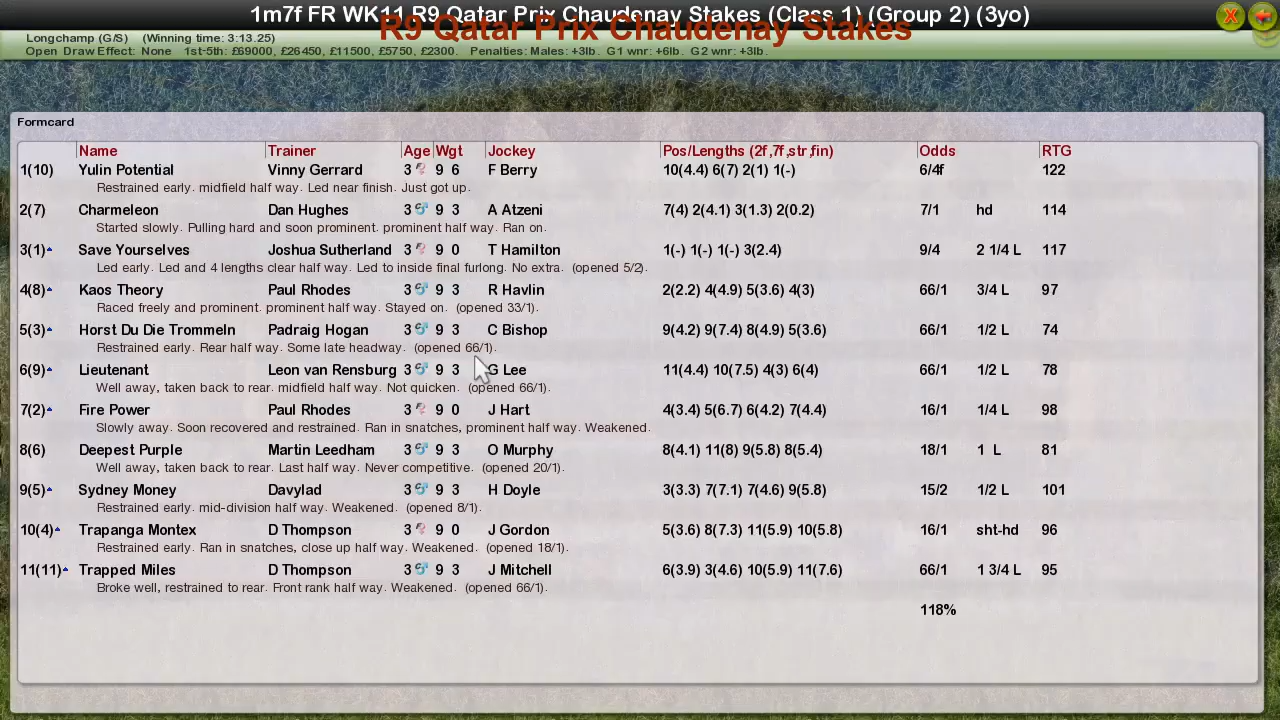 1m7f FR WK11 R9 Qatar Prix Chaudenay Stakes (Class 1) (Group 2) (3yo)
R9 Qatar Prix Chaudenay Stakes
Longchamp (G/S) (Winning time: 3:13.25)
Open Draw Effect: None 1st-5th: £69000, £26450, £11500, £5750, £2300. Penalties: Males: +3lb. G1 wnr: +6lb. G2 wnr: +3lb.
Formcard
Name Trainer Age Wgt Jockey Pos/Lengths (2f,7f,str,fin) Odds RTG
1(10) Yulin Potential Vinny Gerrard 3 9 6 F Berry 10(4.4) 6(7) 2(1) 1(-) 6/4f 122
Restrained early. midfield half way. Led near finish. Just got up.
2(7) Charmeleon Dan Hughes 3 9 3 A Atzeni 7(4) 2(4.1) 3(1.3) 2(0.2) 7/1 hd 114
Started slowly. Pulling hard and soon prominent. prominent half way. Ran on.
3(1) Save Yourselves Joshua Sutherland 3 9 0 T Hamilton 1(-) 1(-) 1(-) 3(2.4) 9/4 2 1/4 L 117
Led early. Led and 4 lengths clear half way. Led to inside final furlong. No extra. (opened 5/2).
4(8) Kaos Theory Paul Rhodes 3 9 3 R Havlin 2(2.2) 4(4.9) 5(3.6) 4(3) 66/1 3/4 L 97
Raced freely and prominent. prominent half way. Stayed on. (opened 33/1).
5(3) Horst Du Die Trommeln Padraig Hogan 3 9 3 C Bishop 9(4.2) 9(7.4) 8(4.9) 5(3.6) 66/1 1/2 L 74
Restrained early. Rear half way. Some late headway. (opened 66/1).
6(9) Lieutenant Leon van Rensburg 3 9 3 G Lee 11(4.4) 10(7.5) 4(3) 6(4) 66/1 1/2 L 78
Well away, taken back to rear. midfield half way. Not quicken. (opened 66/1).
7(2) Fire Power Paul Rhodes 3 9 0 J Hart 4(3.4) 5(6.7) 6(4.2) 7(4.4) 16/1 1/4 L 98
Slowly away. Soon recovered and restrained. Ran in snatches, prominent half way. Weakened.
8(6) Deepest Purple Martin Leedham 3 9 3 O Murphy 8(4.1) 11(8) 9(5.8) 8(5.4) 18/1 1 L 81
Well away, taken back to rear. Last half way. Never competitive. (opened 20/1).
9(5) Sydney Money Davylad 3 9 3 H Doyle 3(3.3) 7(7.1) 7(4.6) 9(5.8) 15/2 1/2 L 101
Restrained early. mid-division half way. Weakened. (opened 8/1).
10(4) Trapanga Montex D Thompson 3 9 0 J Gordon 5(3.6) 8(7.3) 11(5.9) 10(5.8) 16/1 sht-hd 96
Restrained early. Ran in snatches, close up half way. Weakened. (opened 18/1).
11(11) Trapped Miles D Thompson 3 9 3 J Mitchell 6(3.9) 3(4.6) 10(5.9) 11(7.6) 66/1 1 3/4 L 95
Broke well, restrained to rear. Front rank half way. Weakened. (opened 66/1).
118%